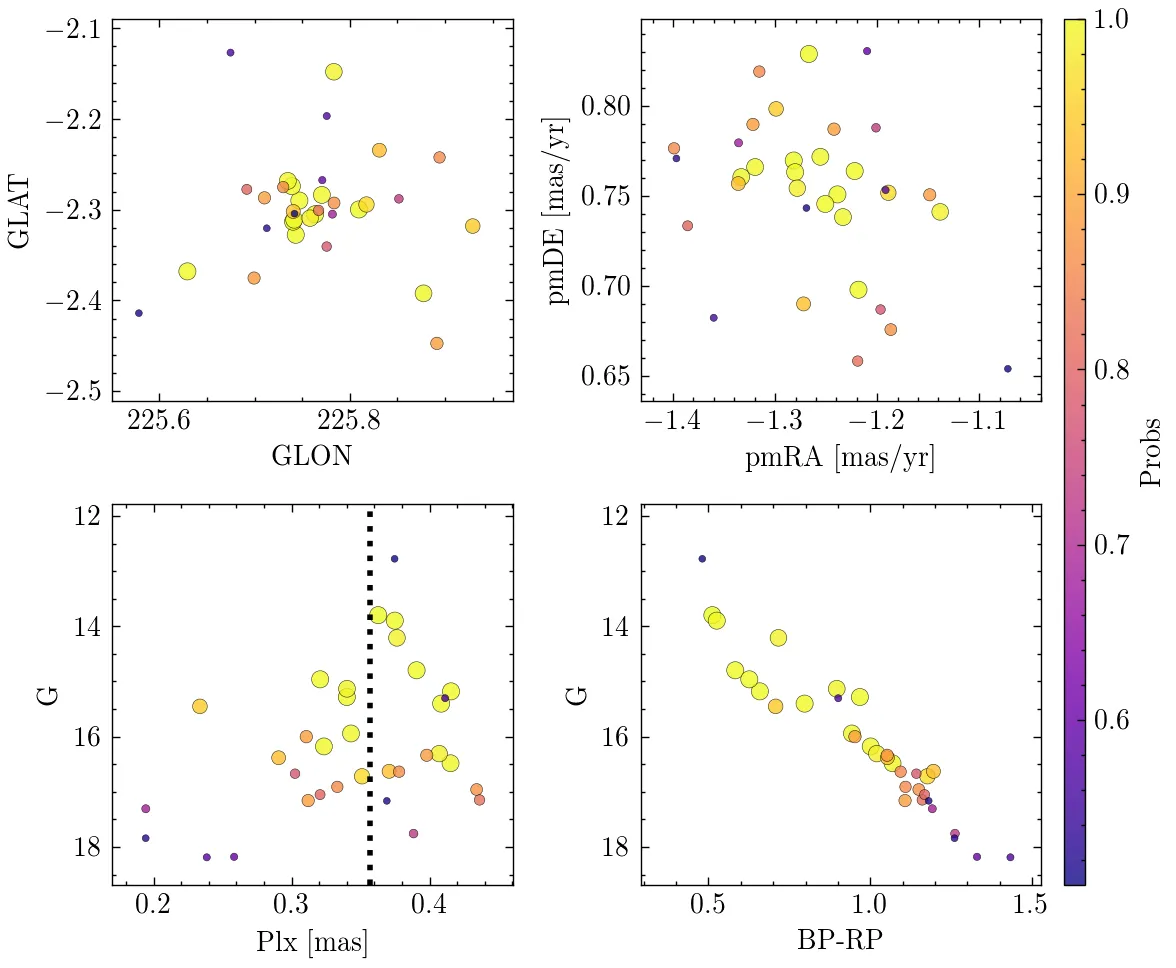 −2.1
−2.2
−2.3
−2.4
−2.5
GLAT
225.6 225.8
GLON
0.80
0.75
0.70
0.65
pmDE [mas/yr]
−1.4 −1.3 −1.2 −1.1
pmRA [mas/yr]
1.0
0.9
0.8
0.7
0.6
Probs
12
14
16
18
G
0.2 0.3 0.4
Plx [mas]
12
14
16
18
G
0.5 1.0 1.5
BP-RP